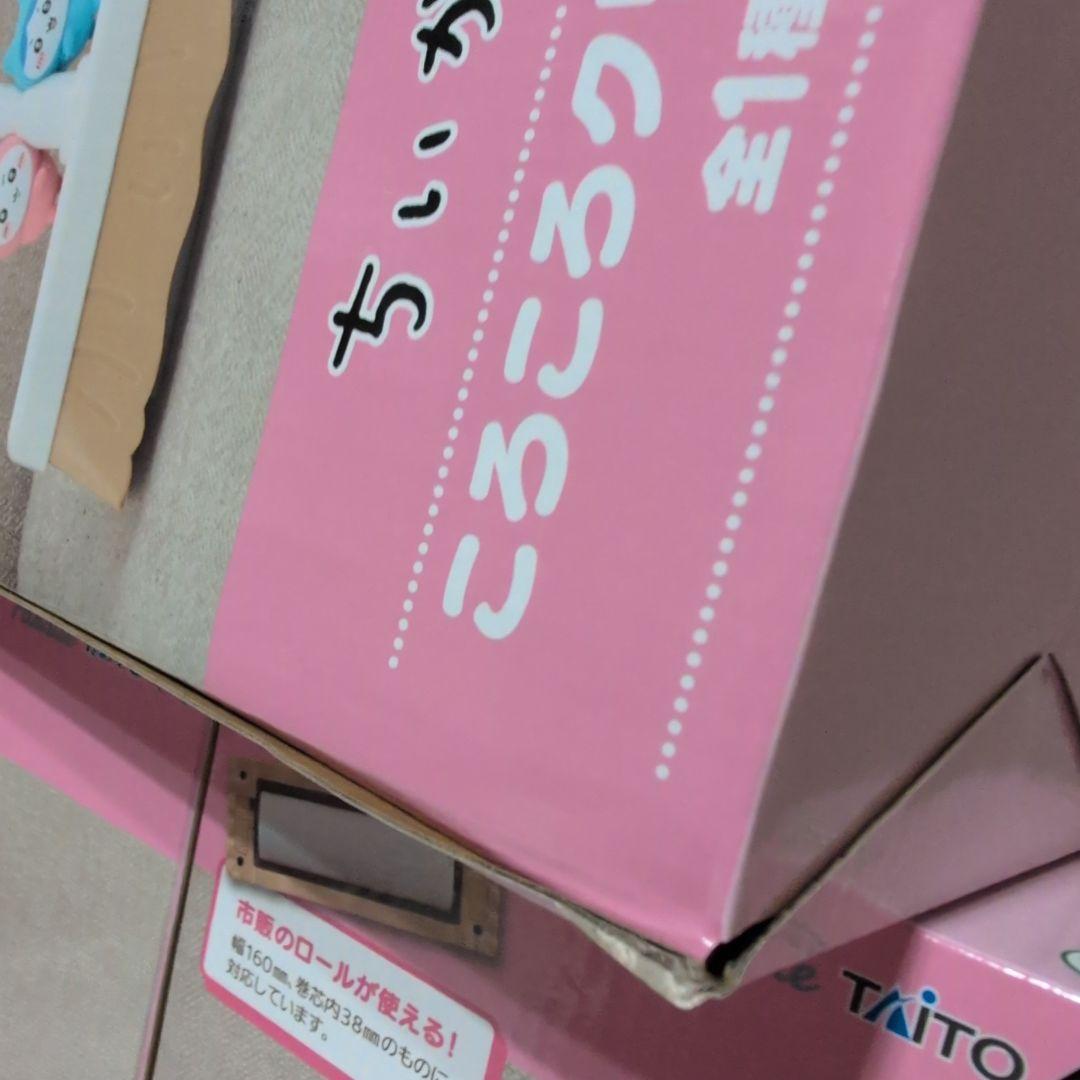 ちいか
ころころク
全1種
市販のロールが使える!
幅160㎜、巻芯内38㎜のものに
対応しています。
TAITO